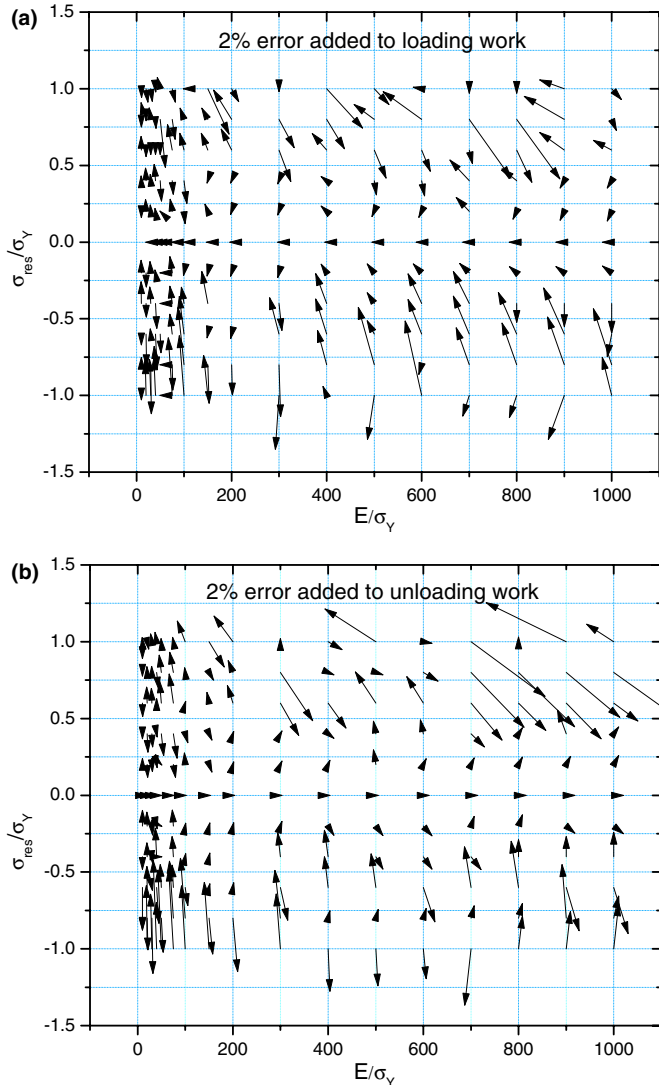 (a)
2% error added to loading work
1.5
1.0
0.5
0.0
-0.5
-1.0
-1.5
σres/σY
0 200 400 600 800 1000
E/σY
(b)
2% error added to unloading work
1.5
1.0
0.5
0.0
-0.5
-1.0
-1.5
σres/σY
0 200 400 600 800 1000
E/σY